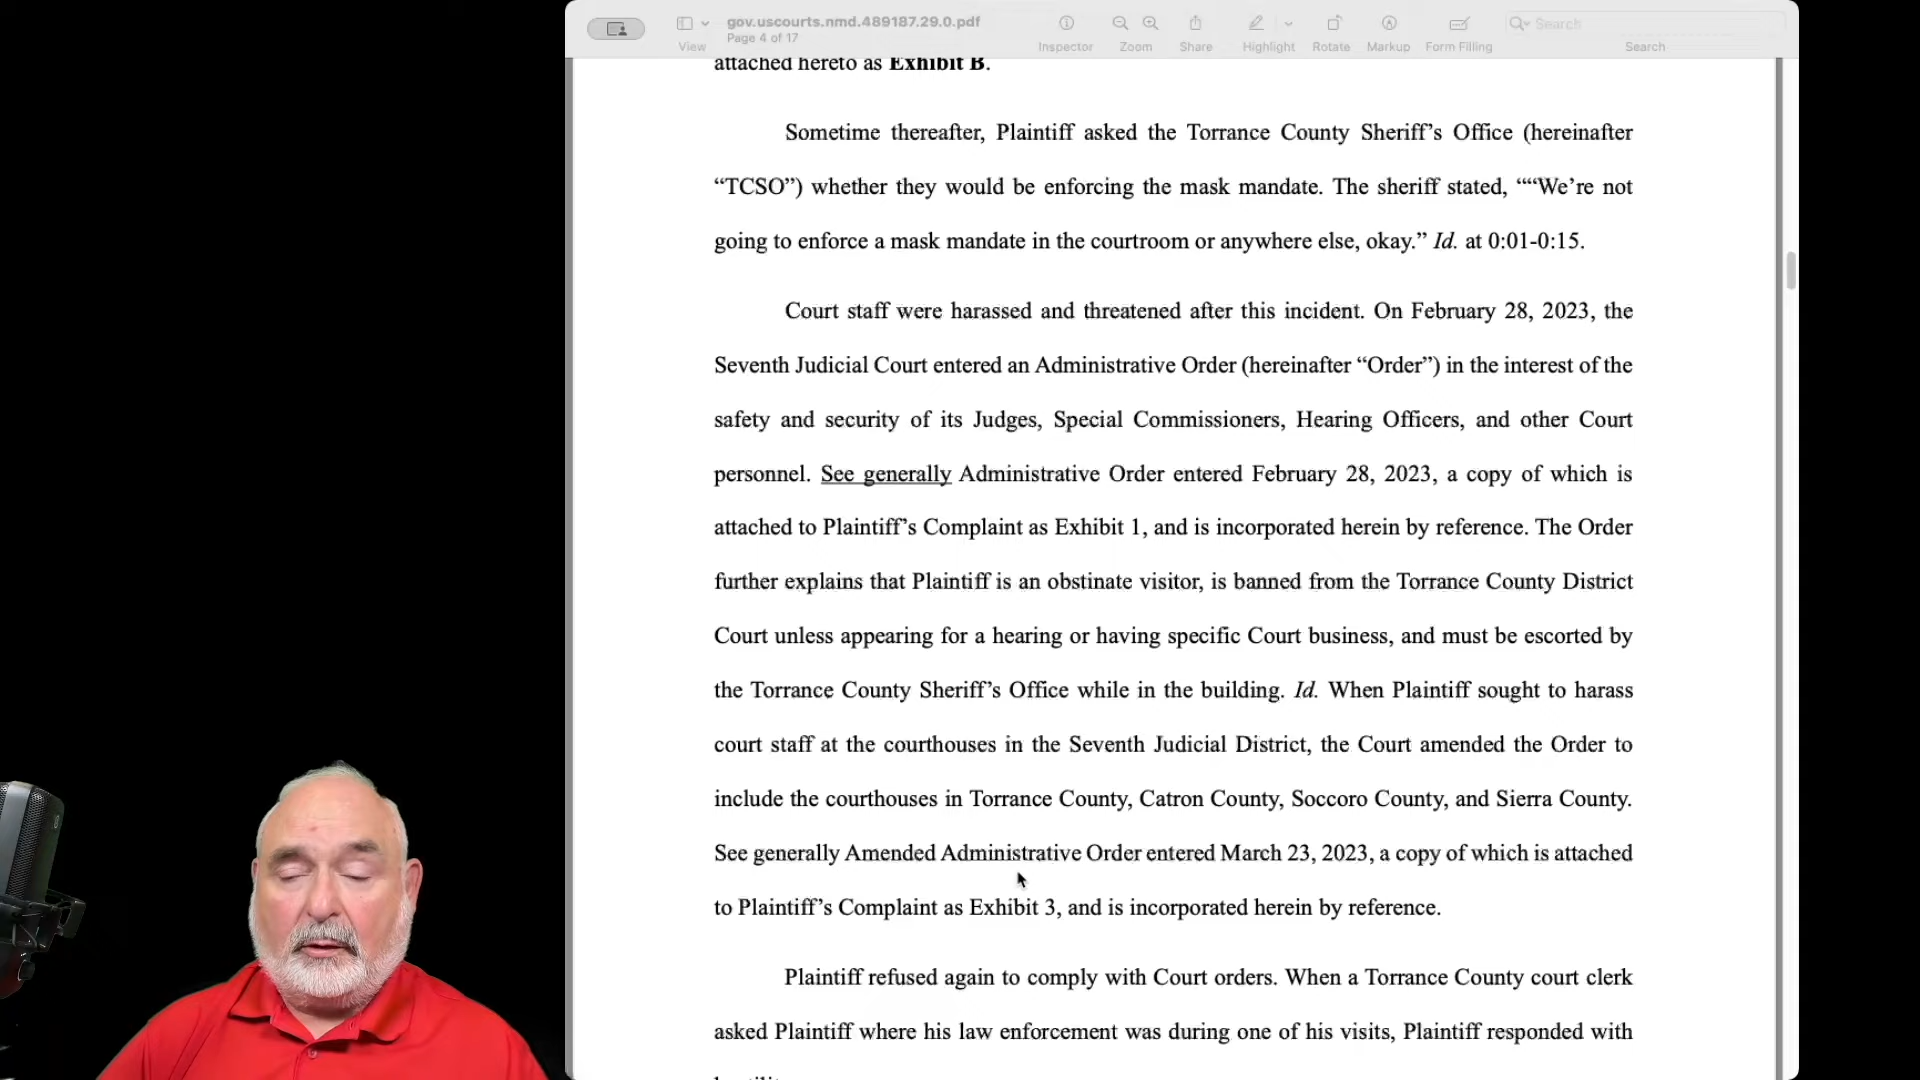 gov.uscourts.nmd.489187.29.0.pdf
Page 4 of 17
View
Inspector
Zoom
Share
Highlight
Rotate
Markup
Form Filling
Search
Search
attached hereto as Exhibit B.
Sometime thereafter, Plaintiff asked the Torrance County Sheriff’s Office (hereinafter
“TCSO”) whether they would be enforcing the mask mandate. The sheriff stated, ““We’re not
going to enforce a mask mandate in the courtroom or anywhere else, okay.” Id. at 0:01-0:15.
Court staff were harassed and threatened after this incident. On February 28, 2023, the
Seventh Judicial Court entered an Administrative Order (hereinafter “Order”) in the interest of the
safety and security of its Judges, Special Commissioners, Hearing Officers, and other Court
personnel. See generally Administrative Order entered February 28, 2023, a copy of which is
attached to Plaintiff’s Complaint as Exhibit 1, and is incorporated herein by reference. The Order
further explains that Plaintiff is an obstinate visitor, is banned from the Torrance County District
Court unless appearing for a hearing or having specific Court business, and must be escorted by
the Torrance County Sheriff’s Office while in the building. Id. When Plaintiff sought to harass
court staff at the courthouses in the Seventh Judicial District, the Court amended the Order to
include the courthouses in Torrance County, Catron County, Soccoro County, and Sierra County.
See generally Amended Administrative Order entered March 23, 2023, a copy of which is attached
to Plaintiff’s Complaint as Exhibit 3, and is incorporated herein by reference.
Plaintiff refused again to comply with Court orders. When a Torrance County court clerk
asked Plaintiff where his law enforcement was during one of his visits, Plaintiff responded with